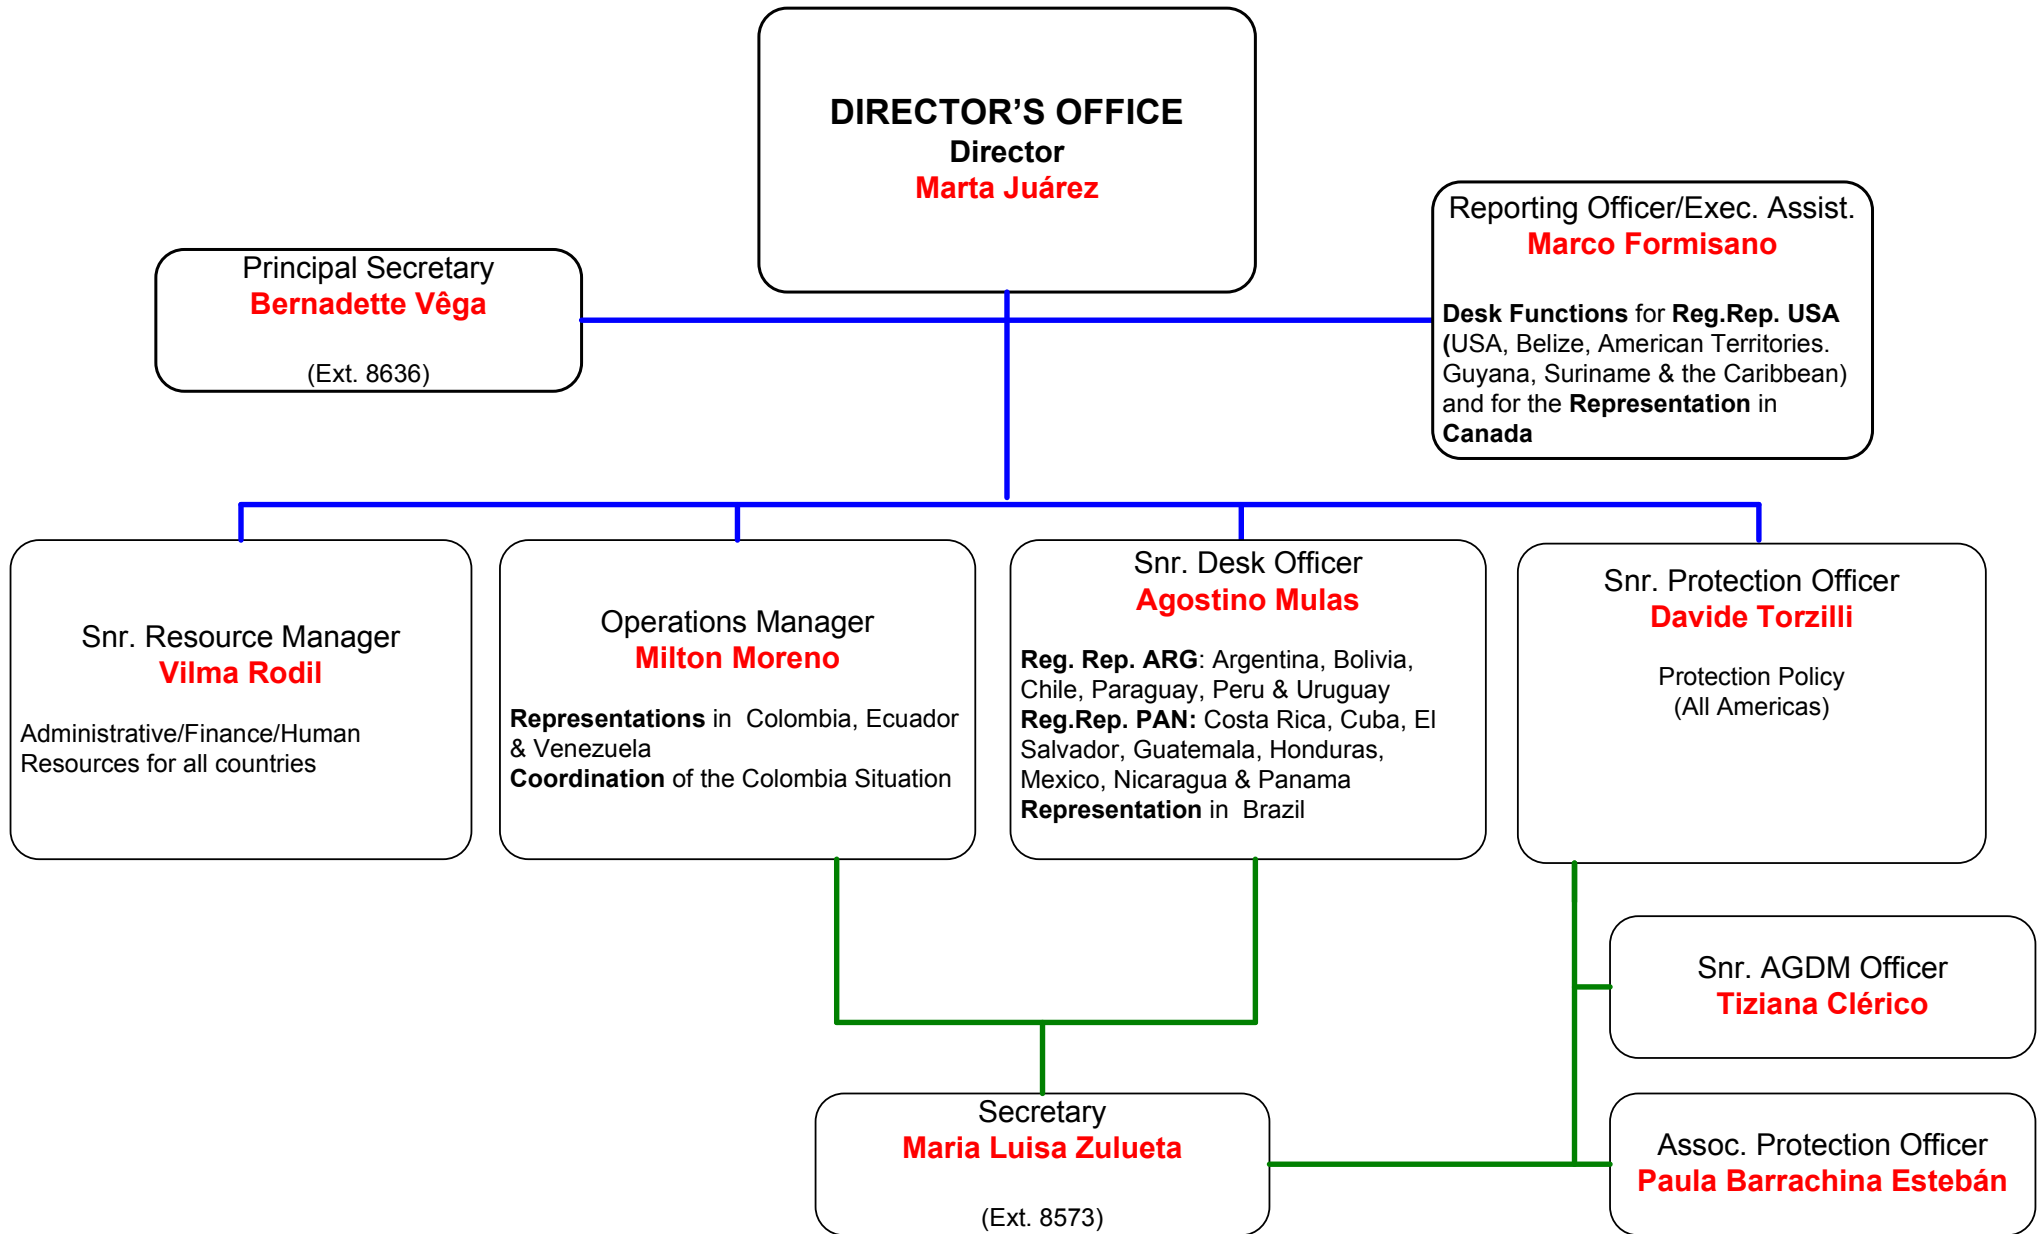 DIRECTOR’S OFFICE
Director
Marta Juárez
Principal Secretary
Bernadette Vêga
(Ext. 8636)
Reporting Officer/Exec. Assist.
Marco Formisano
Desk Functions for Reg.Rep. USA
(USA, Belize, American Territories.
Guyana, Suriname & the Caribbean)
and for the Representation in
Canada
Snr. Resource Manager
Vilma Rodil
Administrative/Finance/Human
Resources for all countries
Operations Manager
Milton Moreno
Representations in Colombia, Ecuador
& Venezuela
Coordination of the Colombia Situation
Snr. Desk Officer
Agostino Mulas
Reg. Rep. ARG: Argentina, Bolivia,
Chile, Paraguay, Peru & Uruguay
Reg.Rep. PAN: Costa Rica, Cuba, El
Salvador, Guatemala, Honduras,
Mexico, Nicaragua & Panama
Representation in Brazil
Snr. Protection Officer
Davide Torzilli
Protection Policy
(All Americas)
Snr. AGDM Officer
Tiziana Clérico
Secretary
Maria Luisa Zulueta
(Ext. 8573)
Assoc. Protection Officer
Paula Barrachina Estebán